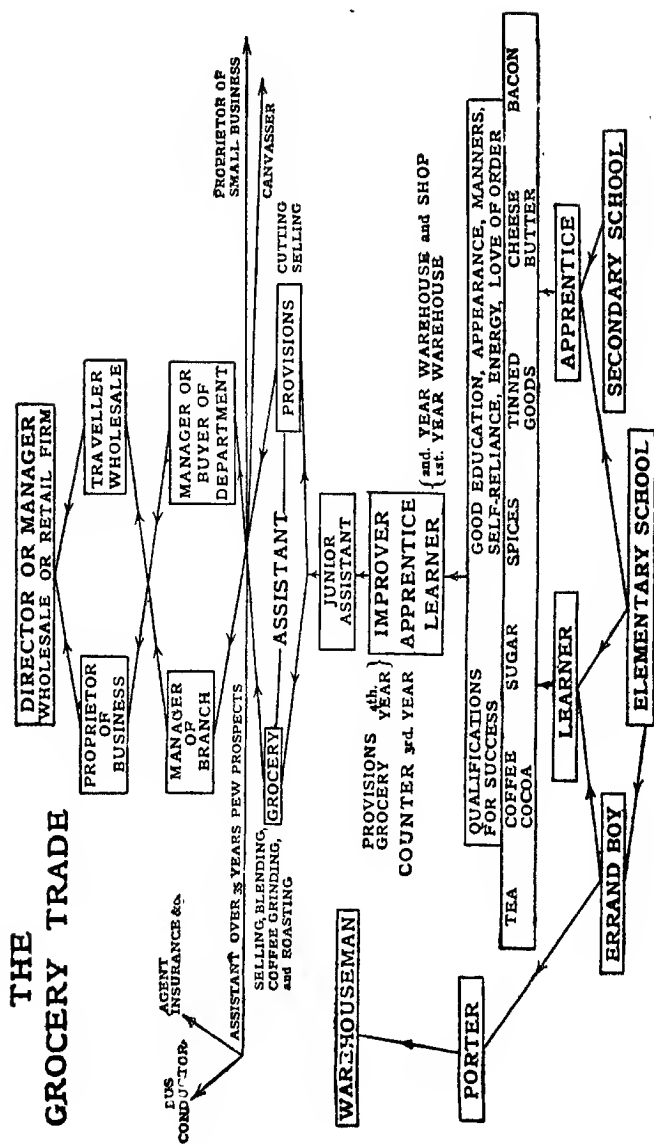 THE
GROCERY TRADE
DIRECTOR OR MANAGER
WHOLESALE OR RETAIL FIRM
PROPRIETOR
OF
BUSINESS
TRAVELLER
WHOLESALE
MANAGER
OF
BRANCH
MANAGER OR
BUYER OF
DEPARTMENT
BUS
CONDUCTOR
AGENT
INSURANCE &c.
PROPRIETOR OF
SMALL BUSINESS
ASSISTANT OVER 35 YEARS PEW PROSPECTS
CANVASSER
SELLING, BLENDING,
COFFEE GRINDING,
and ROASTING
GROCERY
ASSISTANT
PROVISIONS
CUTTING
SELLING
JUNIOR
ASSISTANT
PROVISIONS
GROCERY
4th.
YEAR
COUNTER 3rd. YEAR
IMPROVER
APPRENTICE
LEARNER
2nd. YEAR WAREHOUSE and SHOP
1st. YEAR WAREHOUSE
QUALIFICATIONS
FOR SUCCESS
GOOD EDUCATION, APPEARANCE, MANNERS,
SELF-RELIANCE, ENERGY, LOVE OF ORDER
TEA
COFFEE
COCOA
SUGAR
SPICES
TINNED
GOODS
CHEESE
BUTTER
BACON
WAREHOUSEMAN
PORTER
LEARNER
APPRENTICE
ERRAND BOY
ELEMENTARY SCHOOL
SECONDARY SCHOOL